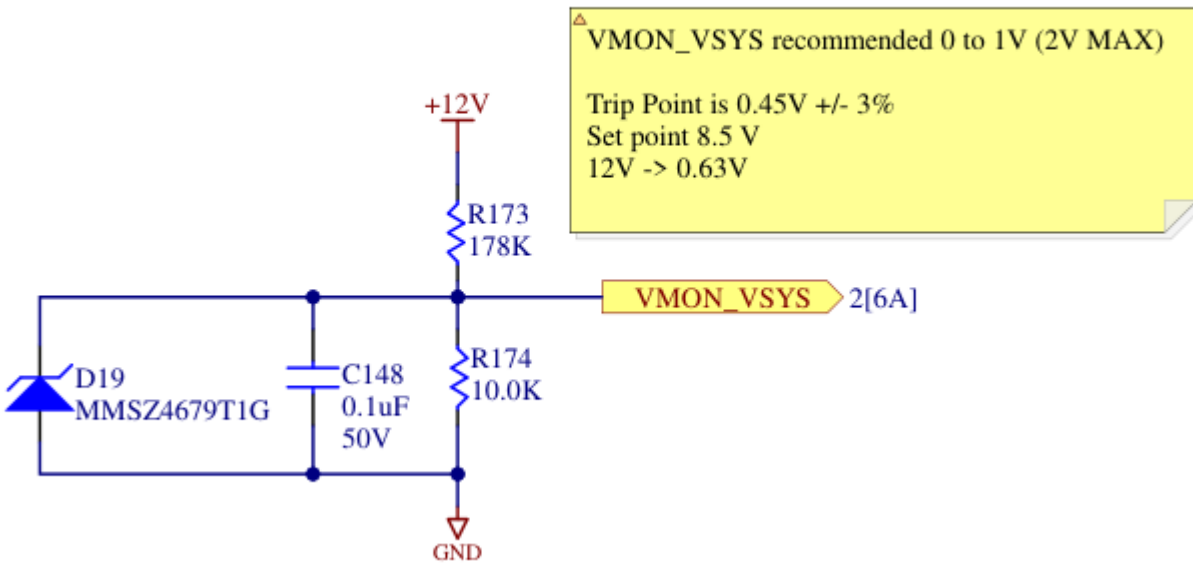 VMON_VSYS recommended 0 to 1V (2V MAX)
Trip Point is 0.45V +/- 3%
Set point 8.5 V
12V -> 0.63V
+12V
R173
178K
VMON_VSYS
2[6A]
D19
MMSZ4679T1G
C148
0.1uF
50V
R174
10.0K
GND